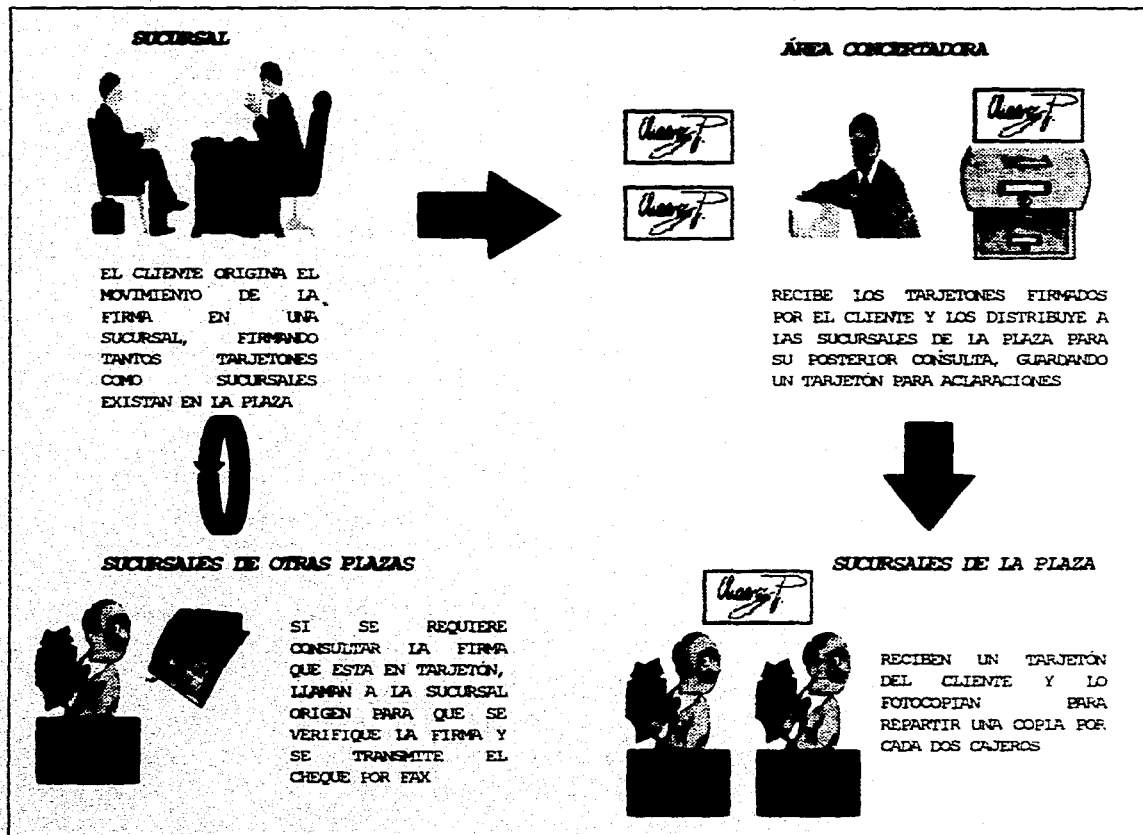 SUCURSAL
EL CLIENTE ORIGINA EL
MOVIMIENTO DE LA
FIRMA EN UNA
SUCURSAL, FIRMANDO
TANTOS TARJETONES
COMO SUCURSALES
EXISTAN EN LA PLAZA
ÁREA CONCERTADORA
RECIBE LOS TARJETONES FIRMADOS
POR EL CLIENTE Y LOS DISTRIBUYE A
LAS SUCURSALES DE LA PLAZA PARA
SU POSTERIOR CONSULTA, GUARDANDO
UN TARJETÓN PARA ACLARACIONES
SUCURSALES DE OTRAS PLAZAS
SI SE REQUIERE
CONSULTAR LA FIRMA
QUE ESTA EN TARJETÓN,
LLAMAN A LA SUCURSAL
ORIGEN PARA QUE SE
VERIFIQUE LA FIRMA Y
SE TRANSMITE EL
CHEQUE POR FAX
SUCURSALES DE LA PLAZA
RECIBEN UN TARJETÓN
DEL CLIENTE Y LO
FOTOCOPIAN PARA
REPARTIR UNA COPIA POR
CADA DOS CAJEROS